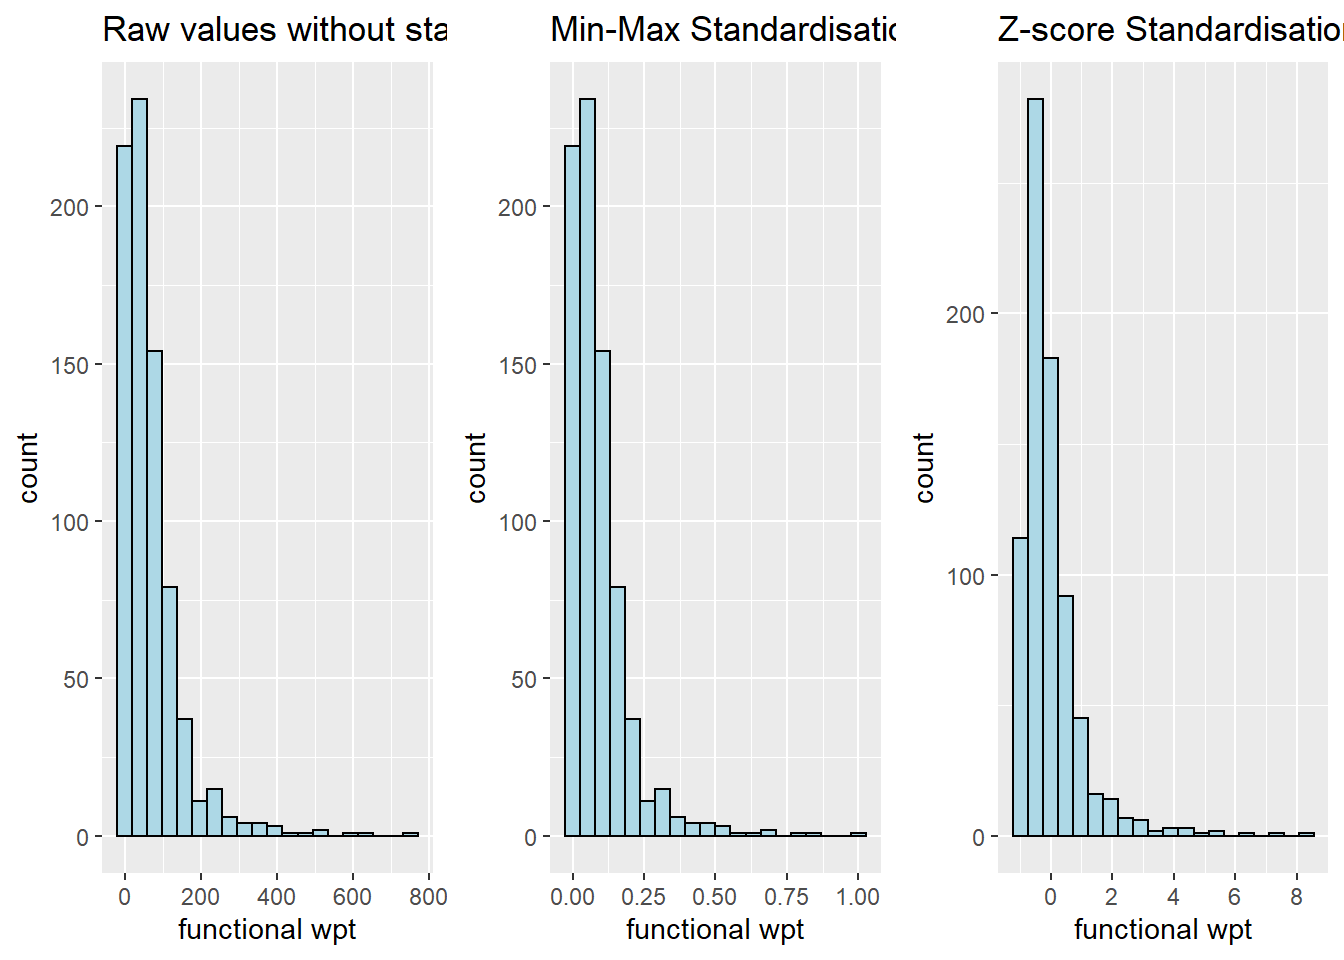 Raw values without sta
200
150
100
50
0
count
0 200 400 600 800
functional wpt
Min-Max Standardisatio
200
150
100
50
0
count
0.00 0.25 0.50 0.75 1.00
functional wpt
Z-score Standardisation
200
100
0
count
0 2 4 6 8
functional wpt